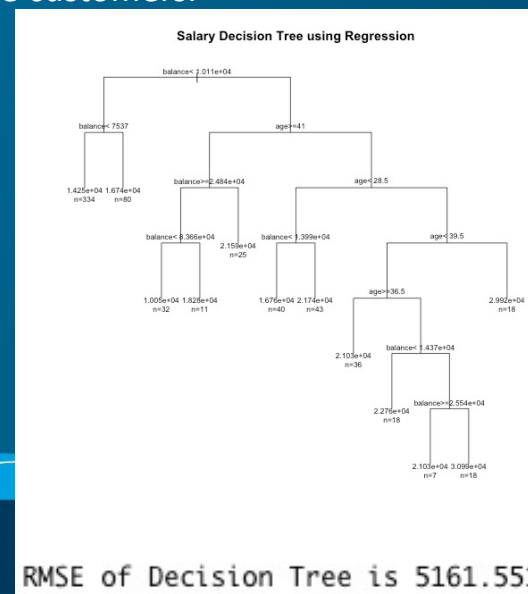 customers.
Salary Decision Tree using Regression
balance< 1.011e+04
balance< 7537
age>=41
1.425e+04 1.674e+04
n=334 n=80
balance>=2.484e+04
age< 28.5
balance< 8.366e+04
2.159e+04
n=25
balance< 1.399e+04
age< 39.5
1.005e+04 1.828e+04
n=32 n=11
1.676e+04 2.174e+04
n=40 n=43
age>=36.5
2.992e+04
n=18
2.103e+04
n=36
balance< 1.437e+04
2.276e+04
n=18
balance>=2.554e+04
2.103e+04 3.099e+04
n=7 n=18
RMSE of Decision Tree is 5161.55